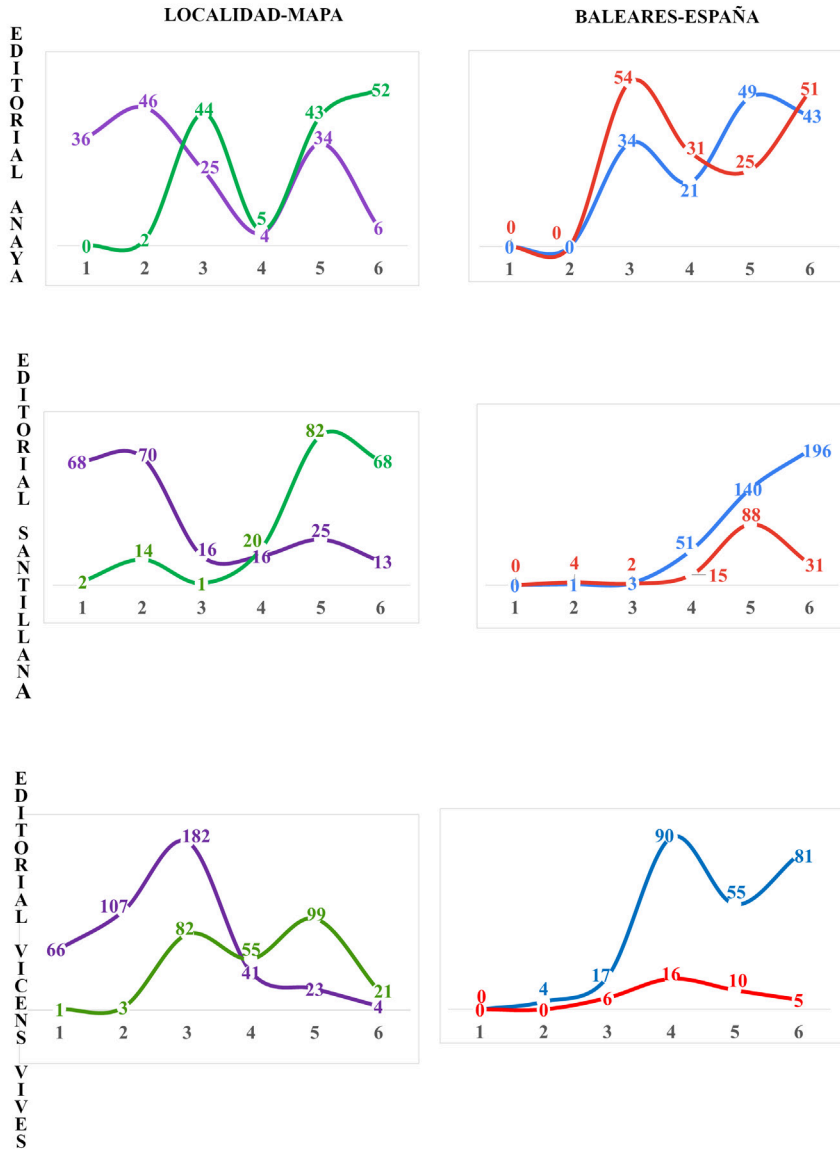 LOCALIDAD-MAPA
BALEARES-ESPAÑA
EDITORIAL ANAYA
36 46 25 4 34 6
0 2 44 5 43 52
1 2 3 4 5 6
0 0 54 31 25 51
0 0 34 21 49 43
1 2 3 4 5 6
EDITORIAL SANTILLANA
68 70 16 16 25 13
2 14 1 20 82 68
1 2 3 4 5 6
0 4 2 15 88 31
0 1 3 51 140 196
1 2 3 4 5 6
EDITORIAL VICENS VIVES
66 107 182 41 23 4
1 3 82 55 99 21
1 2 3 4 5 6
0 4 17 90 55 81
0 0 6 16 10 5
1 2 3 4 5 6